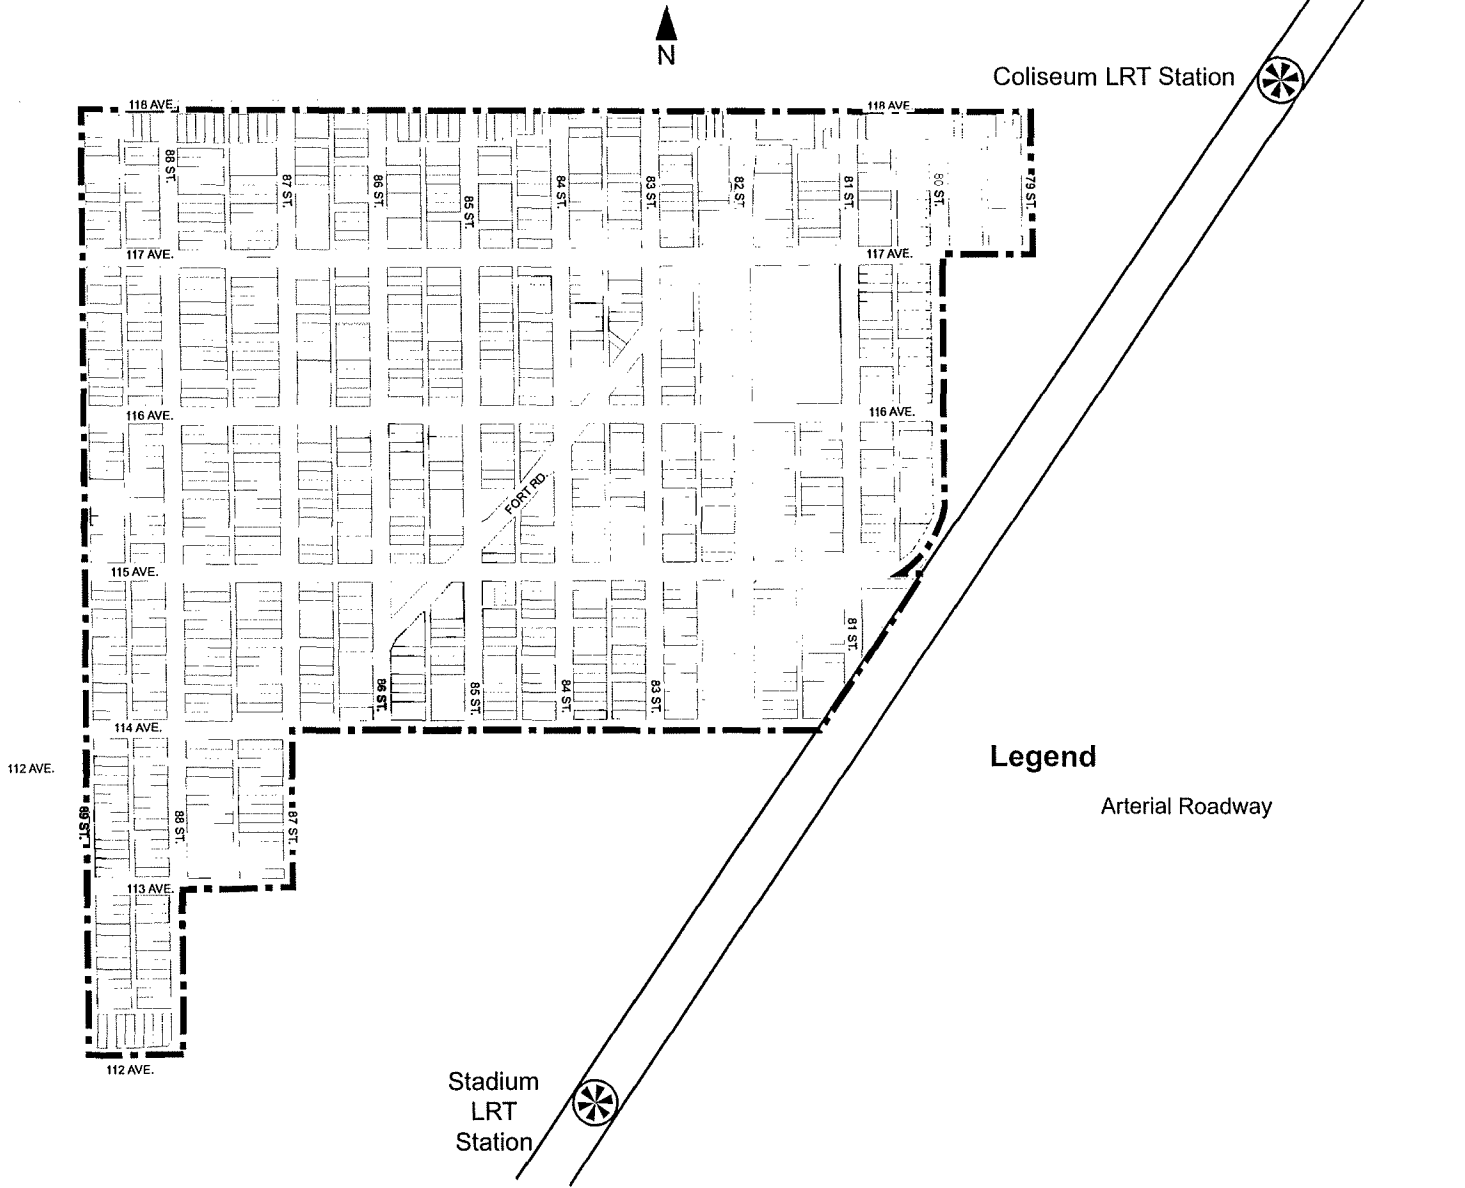 N
Coliseum LRT Station
118 AVE.
118 AVE.
88 ST.
87 ST.
86 ST.
85 ST.
84 ST.
83 ST.
82 ST.
81 ST.
80 ST.
79 ST.
117 AVE.
117 AVE.
116 AVE.
116 AVE.
FORT RD.
115 AVE.
81 ST.
86 ST.
85 ST.
84 ST.
83 ST.
114 AVE.
Legend
112 AVE.
Arterial Roadway
89 ST.
88 ST.
87 ST.
113 AVE.
112 AVE.
Stadium
LRT
Station